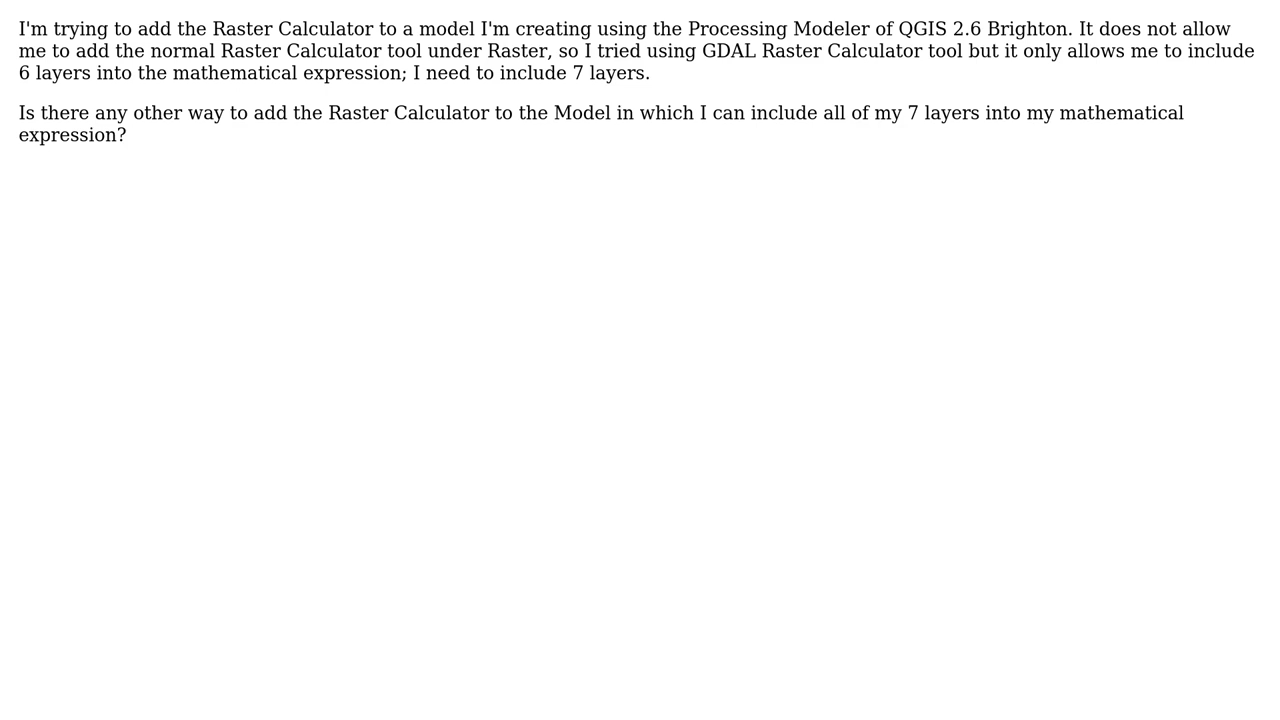 I'm trying to add the Raster Calculator to a model I'm creating using the Processing Modeler of QGIS 2.6 Brighton. It does not allow
me to add the normal Raster Calculator tool under Raster, so I tried using GDAL Raster Calculator tool but it only allows me to include
6 layers into the mathematical expression; I need to include 7 layers.
Is there any other way to add the Raster Calculator to the Model in which I can include all of my 7 layers into my mathematical
expression?